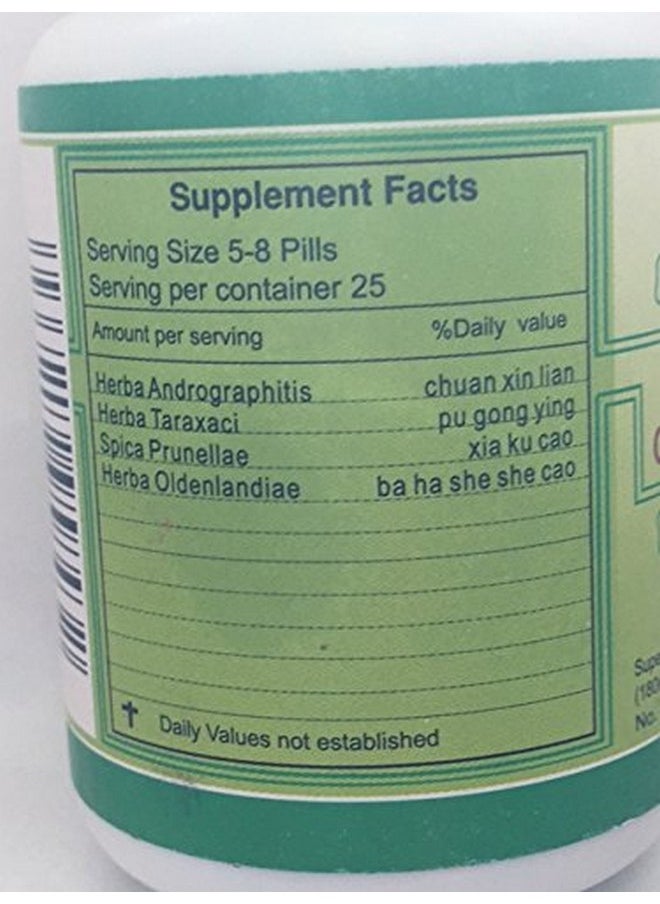 Supplement Facts
Serving Size 5-8 Pills
Serving per container 25
Amount per serving %Daily value
Herba Andrographitis chuan xin lian
Herba Taraxaci pu gong ying
Spica Prunellae xia ku cao
Herba Oldenlandiae ba ha she she cao
✝ Daily Values not established
(180
No.